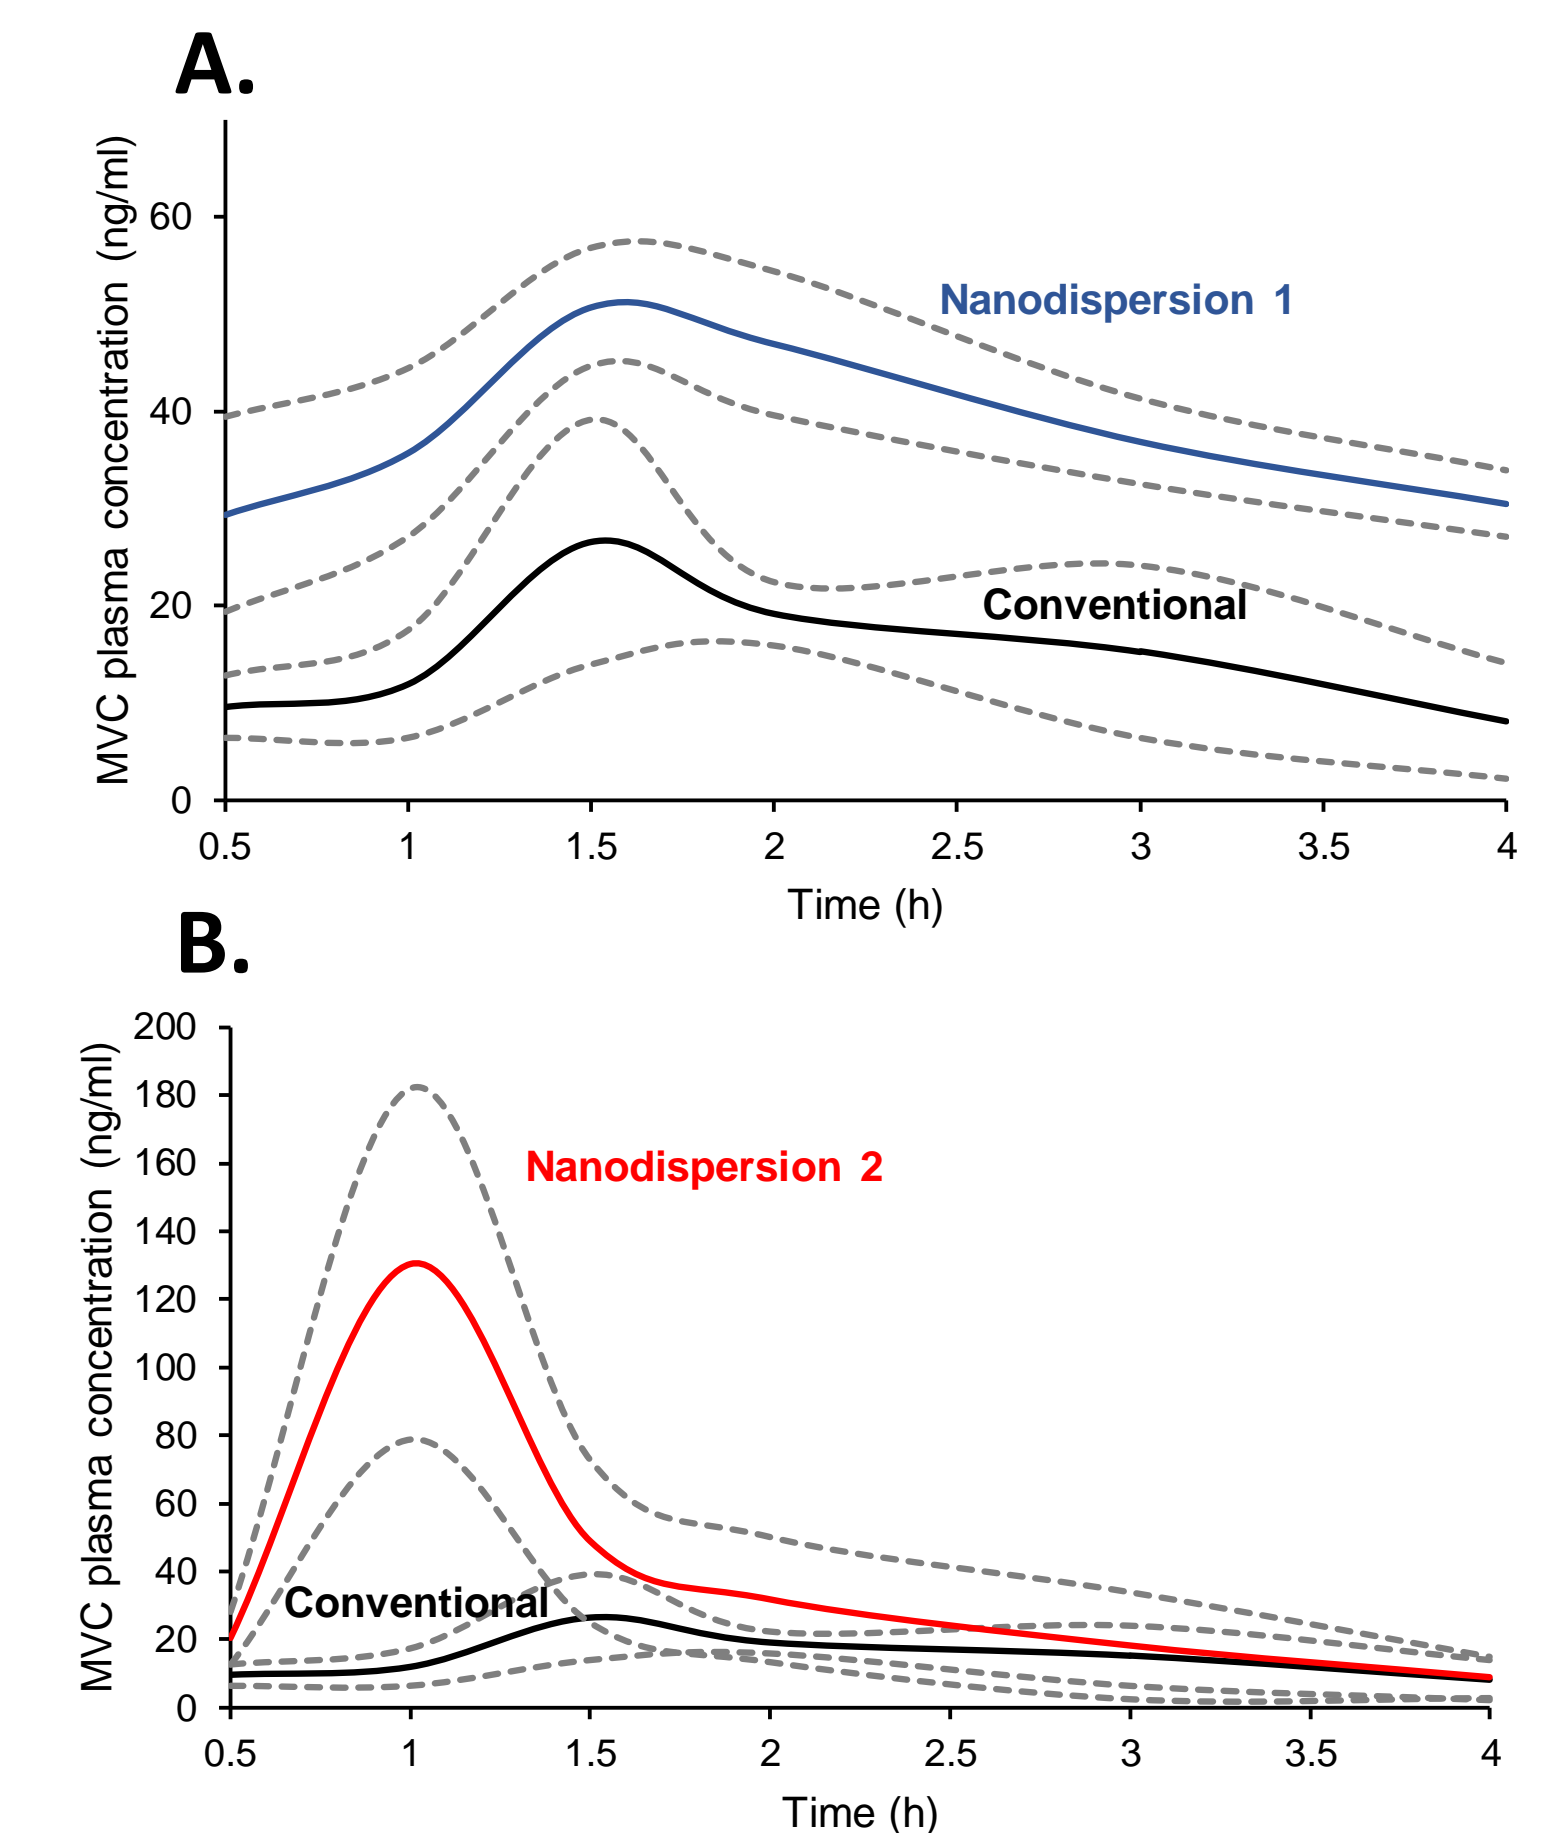 A.
MVC plasma concentration (ng/ml)
60
40
20
0
Nanodispersion 1
Conventional
0.5 1 1.5 2 2.5 3 3.5 4
Time (h)
B.
MVC plasma concentration (ng/ml)
200
180
160
140
120
100
80
60
40
20
0
Nanodispersion 2
Conventional
0.5 1 1.5 2 2.5 3 3.5 4
Time (h)